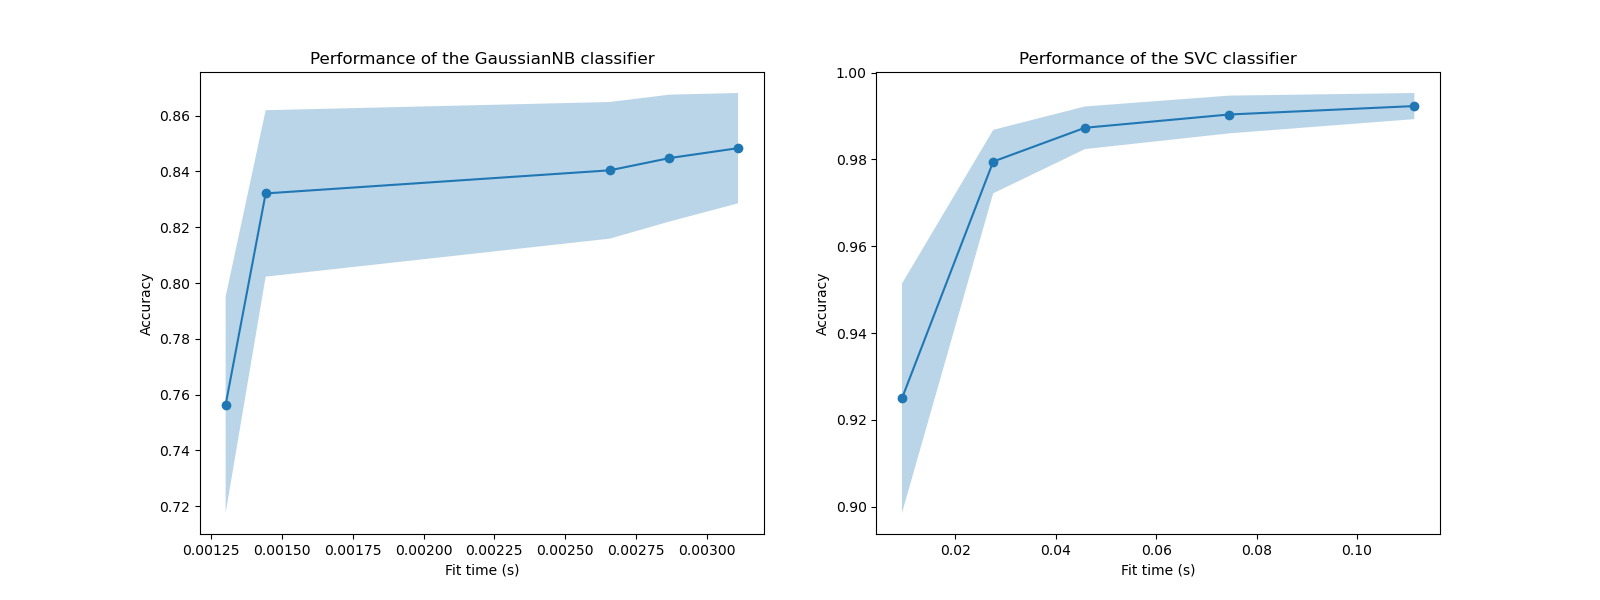 Performance of the GaussianNB classifier
Accuracy
0.86
0.84
0.82
0.80
0.78
0.76
0.74
0.72
0.00125 0.00150 0.00175 0.00200 0.00225 0.00250 0.00275 0.00300
Fit time (s)
Performance of the SVC classifier
Accuracy
1.00
0.98
0.96
0.94
0.92
0.90
0.02 0.04 0.06 0.08 0.10
Fit time (s)